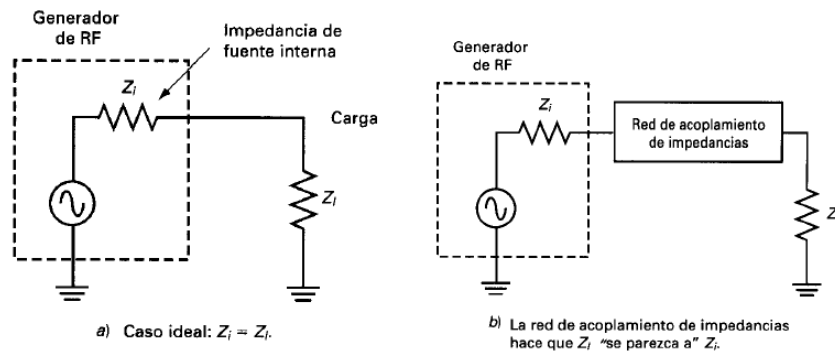 Generador
de RF
Impedancia de
fuente interna
Zi
Carga
Zl
a) Caso ideal: Zi = Zl.
Generador
de RF
Zi
Red de acoplamiento
de impedancias
Z
b) La red de acoplamiento de impedancias
hace que Zl "se parezca a" Zi.